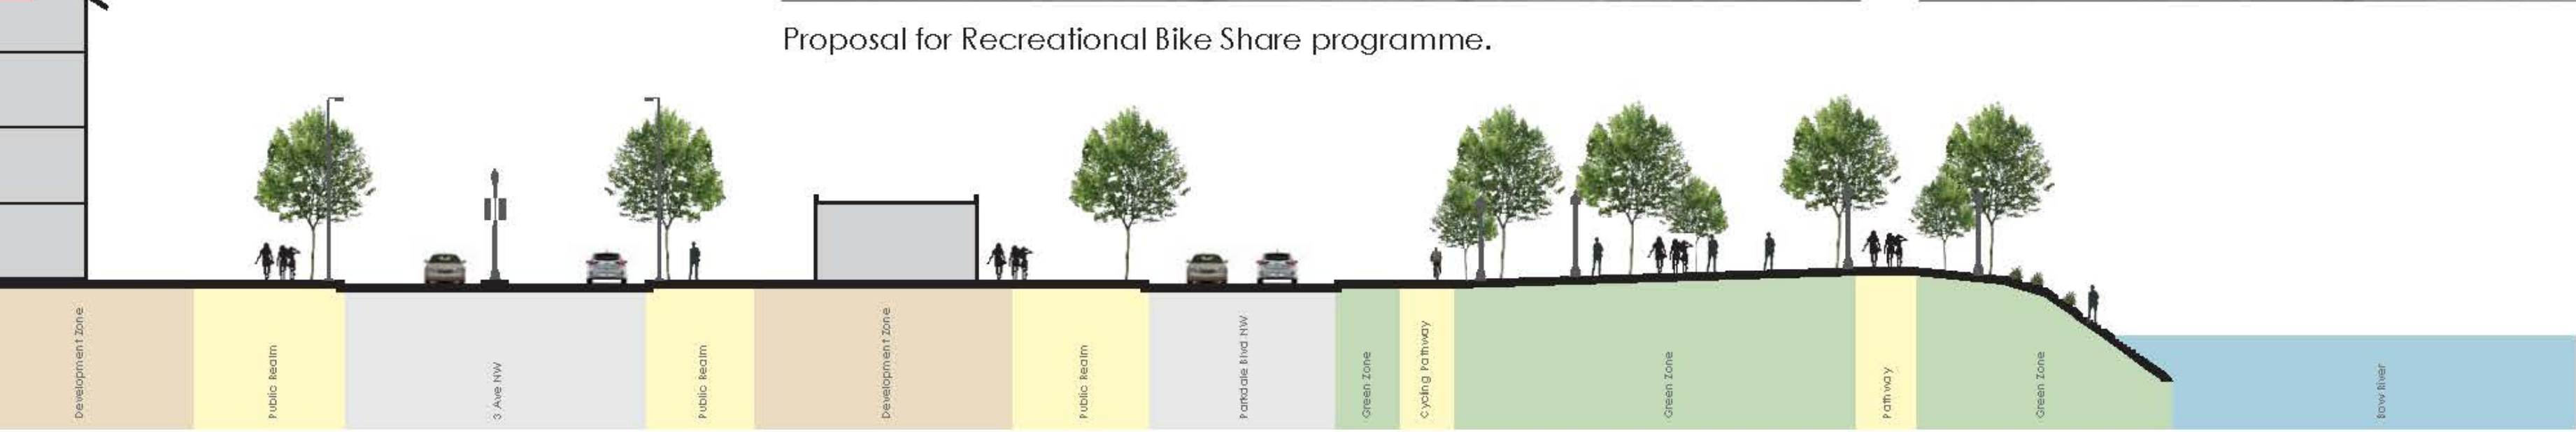 Proposal for Recreational Bike Share programme.
Development Zone
Public Realm
3 Ave NW
Public Realm
Development Zone
Public Realm
Parkdale Blvd NW
Green Zone
Cycling Pathway
Green Zone
Pathway
Green Zone
Bow River